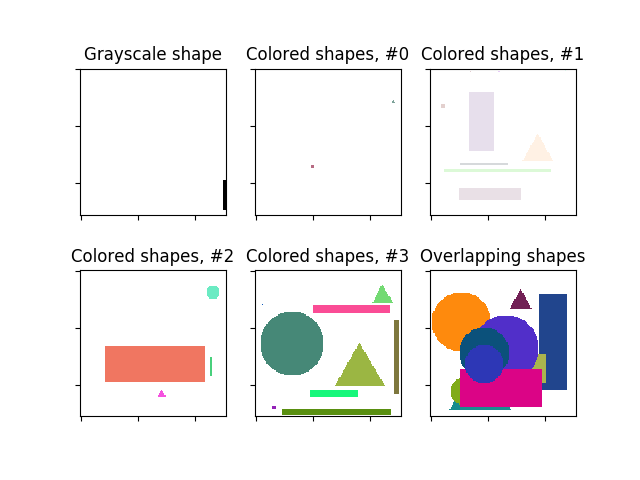 Grayscale shape
Colored shapes, #0
Colored shapes, #1
Colored shapes, #2
Colored shapes, #3
Overlapping shapes